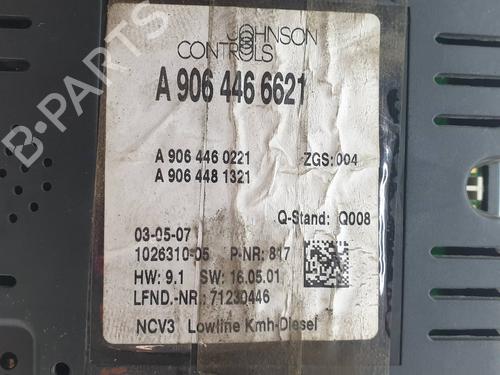 JOHNSON
CONTROLS
A 906 446 6621
A 906 446 0221 ZGS: 004
A 906 448 1321
Q-Stand: Q008
03-05-07
1026310-05 P-NR: 817
HW: 9.1 SW: 16.05.01
LFND.-NR.: 71230446
NCV3 Lowline Kmh-Diesel
B-PARTS